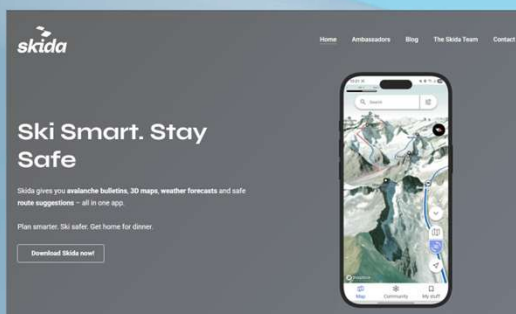 skida
Home Ambassadors Blog The Skida Team Contact
Search
Ski Smart. Stay
Safe
Skida gives you avalanche bulletins, 3D maps, weather forecasts and safe
route suggestions – all in one app.
Plan smarter. Ski safer. Get home for dinner.
Download Skida now!
Map Community My stuff